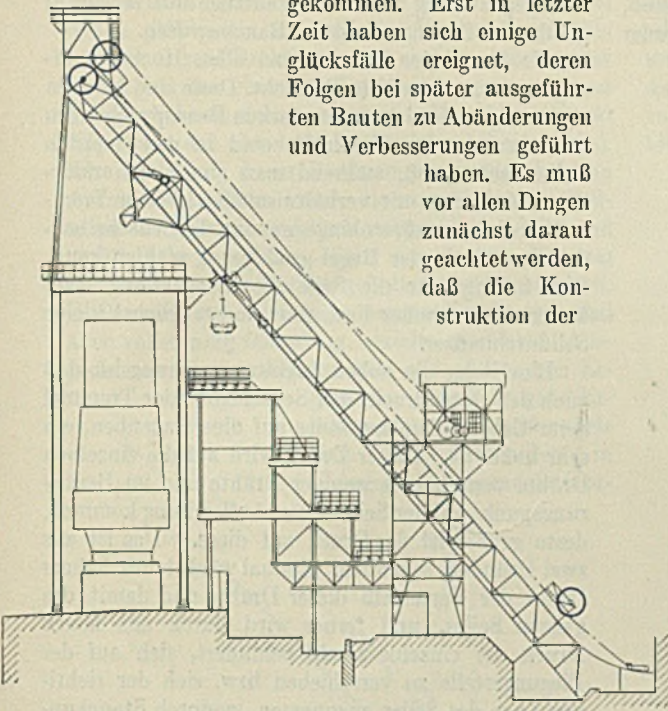 gekommen. Erst in letzter
Zeit haben sich einige Un-
glücksfälle ereignet, deren
Folgen bei später ausgeführ-
ten Bauten zu Abänderungen
und Verbesserungen geführt
haben. Es muß
vor allen Dingen
zunächst darauf
geachtet werden,
daß die Kon-
struktion der